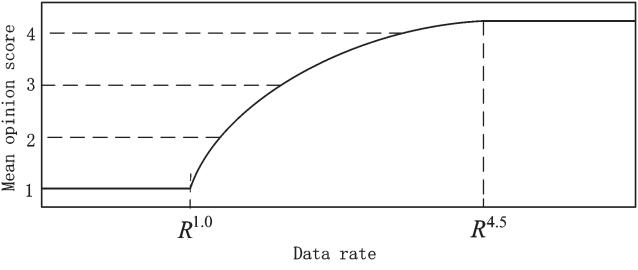 Mean opinion score
4
3
2
1
R^1.0
R^4.5
Data rate